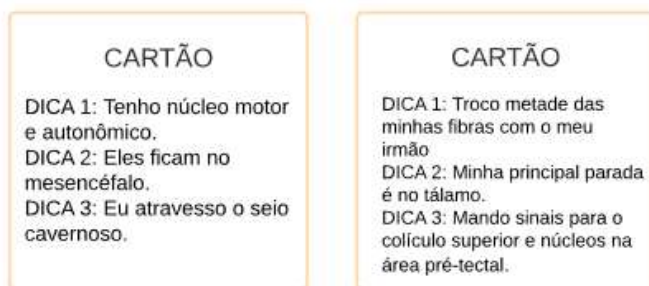 CARTÃO
DICA 1: Tenho núcleo motor
e autonômico.
DICA 2: Eles ficam no
mesencéfalo.
DICA 3: Eu atravesso o seio
cavernoso.
CARTÃO
DICA 1: Troco metade das
minhas fibras com o meu
irmão
DICA 2: Minha principal parada
é no tálamo.
DICA 3: Mando sinais para o
colículo superior e núcleos na
área pré-tectal.